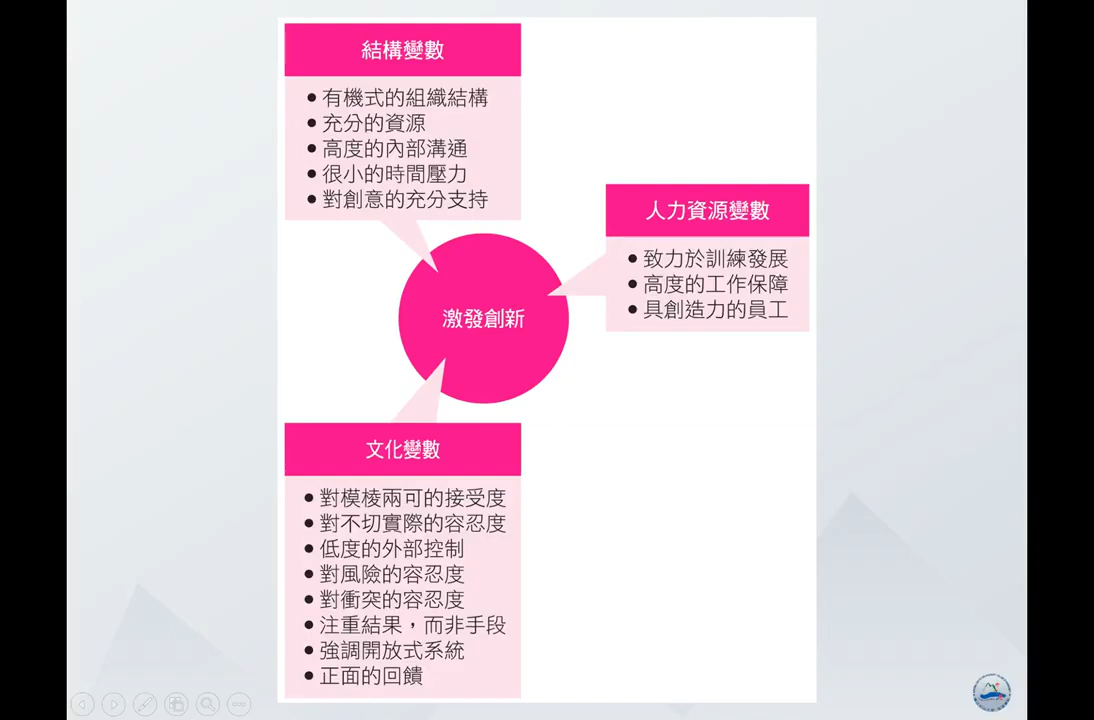 結構變數
●有機式的組織結構
●充分的資源
●高度的內部溝通
●很小的時間壓力
●對創意的充分支持
人力資源變數
●致力於訓練發展
●高度的工作保障
●具創造力的員工
激發創新
文化變數
●對模棱兩可的接受度
●對不切實際的容忍度
●低度的外部控制
●對風險的容忍度
●對衝突的容忍度
●注重結果，而非手段
●強調開放式系統
●正面的回饋